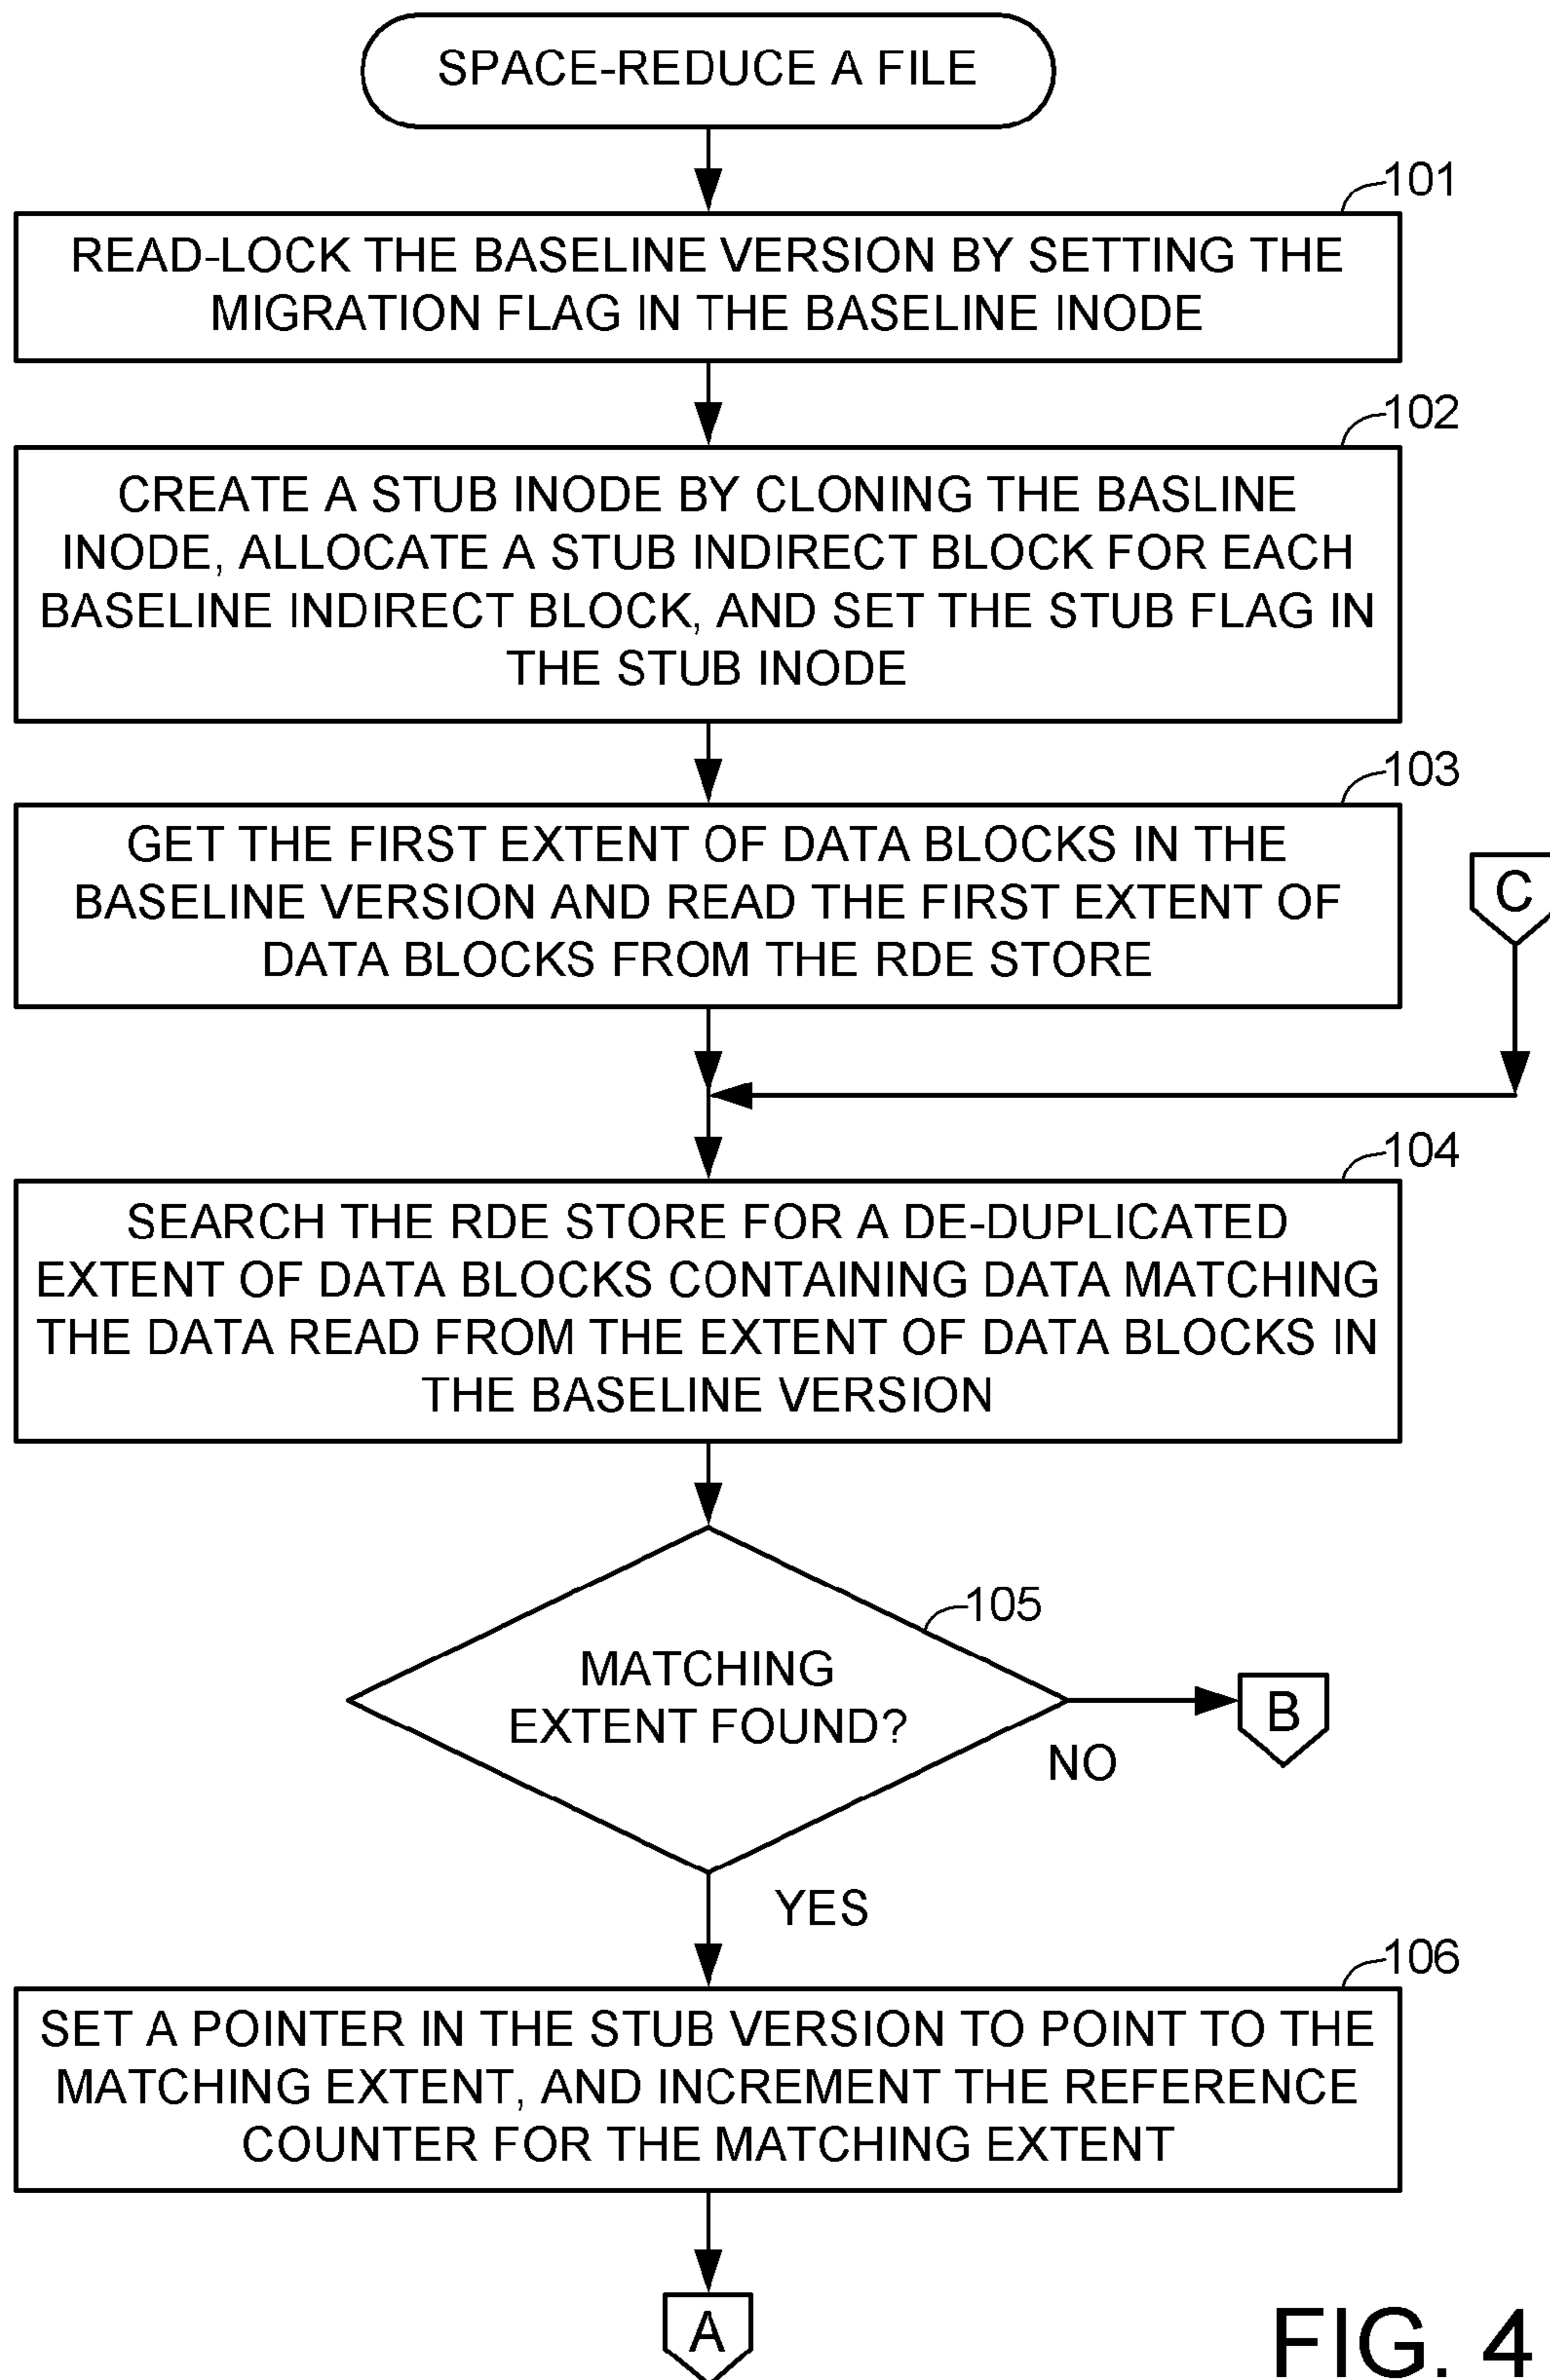 SPACE-REDUCE A FILE
101
READ-LOCK THE BASELINE VERSION BY SETTING THE
MIGRATION FLAG IN THE BASELINE INODE
102
CREATE A STUB INODE BY CLONING THE BASLINE
INODE, ALLOCATE A STUB INDIRECT BLOCK FOR EACH
BASELINE INDIRECT BLOCK, AND SET THE STUB FLAG IN
THE STUB INODE
103
GET THE FIRST EXTENT OF DATA BLOCKS IN THE
BASELINE VERSION AND READ THE FIRST EXTENT OF
DATA BLOCKS FROM THE RDE STORE
C
104
SEARCH THE RDE STORE FOR A DE-DUPLICATED
EXTENT OF DATA BLOCKS CONTAINING DATA MATCHING
THE DATA READ FROM THE EXTENT OF DATA BLOCKS IN
THE BASELINE VERSION
105
MATCHING
EXTENT FOUND?
B
NO
YES
106
SET A POINTER IN THE STUB VERSION TO POINT TO THE
MATCHING EXTENT, AND INCREMENT THE REFERENCE
COUNTER FOR THE MATCHING EXTENT
A
FIG. 4